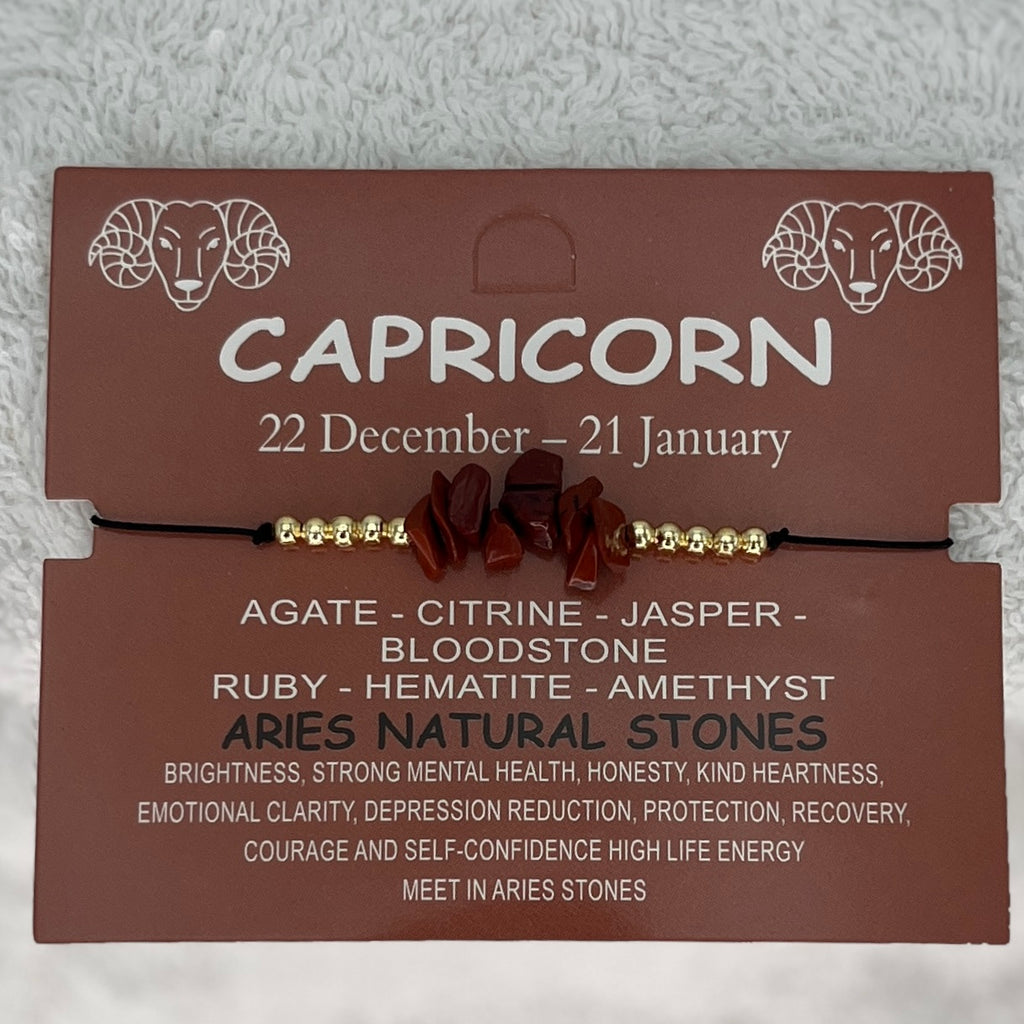 CAPRICORN
22 December – 21 January
AGATE - CITRINE - JASPER -
BLOODSTONE
RUBY - HEMATITE - AMETHYST
ARIES NATURAL STONES
BRIGHTNESS, STRONG MENTAL HEALTH, HONESTY, KIND HEARTNESS,
EMOTIONAL CLARITY, DEPRESSION REDUCTION, PROTECTION, RECOVERY,
COURAGE AND SELF-CONFIDENCE HIGH LIFE ENERGY
MEET IN ARIES STONES